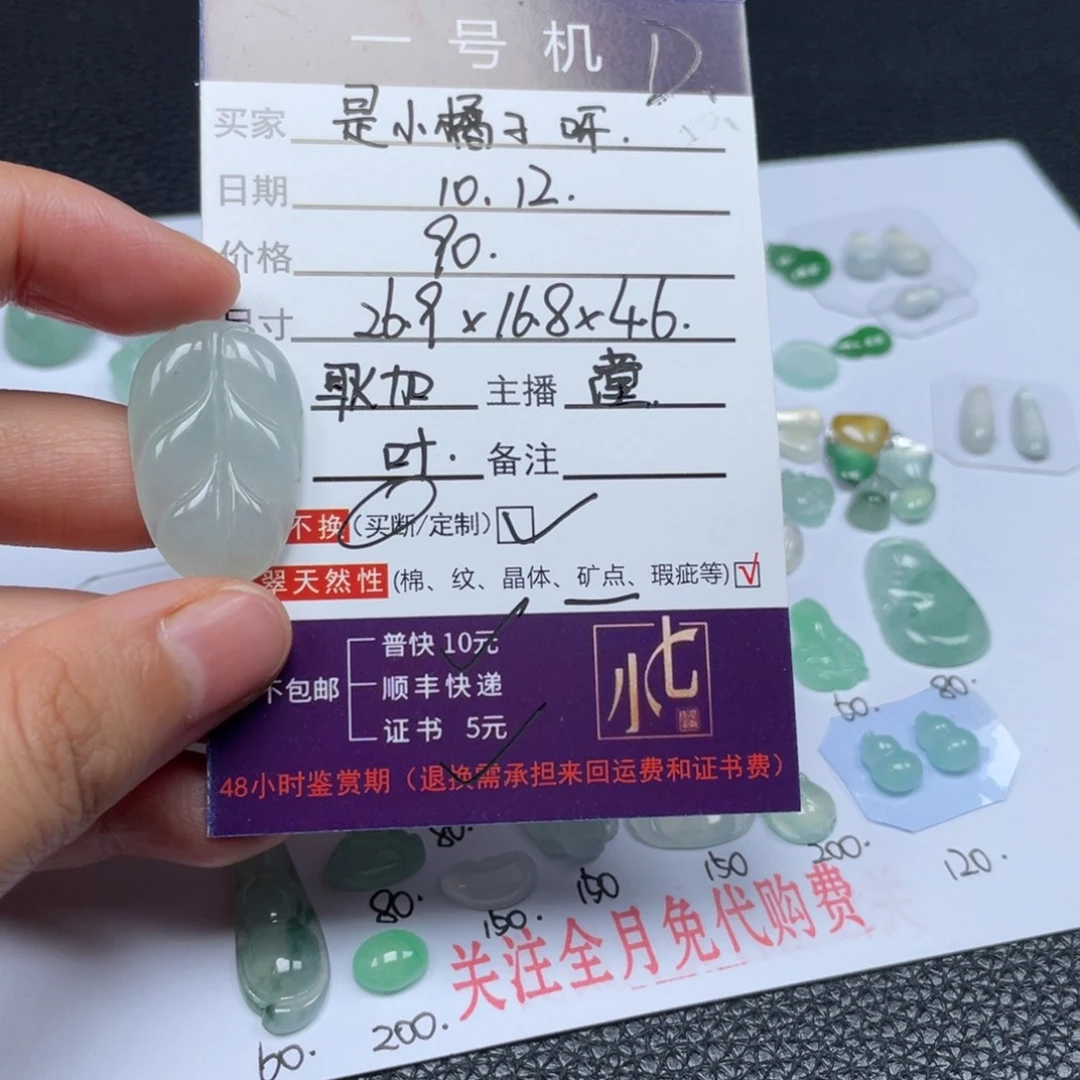 一号机 D
买家 是小橘子呀.
日期 10.12.
价格 90.
尺寸 26.9×16.8×4.6.
主播 莹.
叶. 备注
不换(买断/定制)
翠天然性(棉、纹、晶体、矿点、瑕疵等)
普快 10元
不包邮 顺丰快递
证书 5元
小七
48小时鉴赏期(退换需承担来回运费和证书费)
60. 80.
80. 150. 150 150 200. 120.
关注全月免代购费
60. 200.